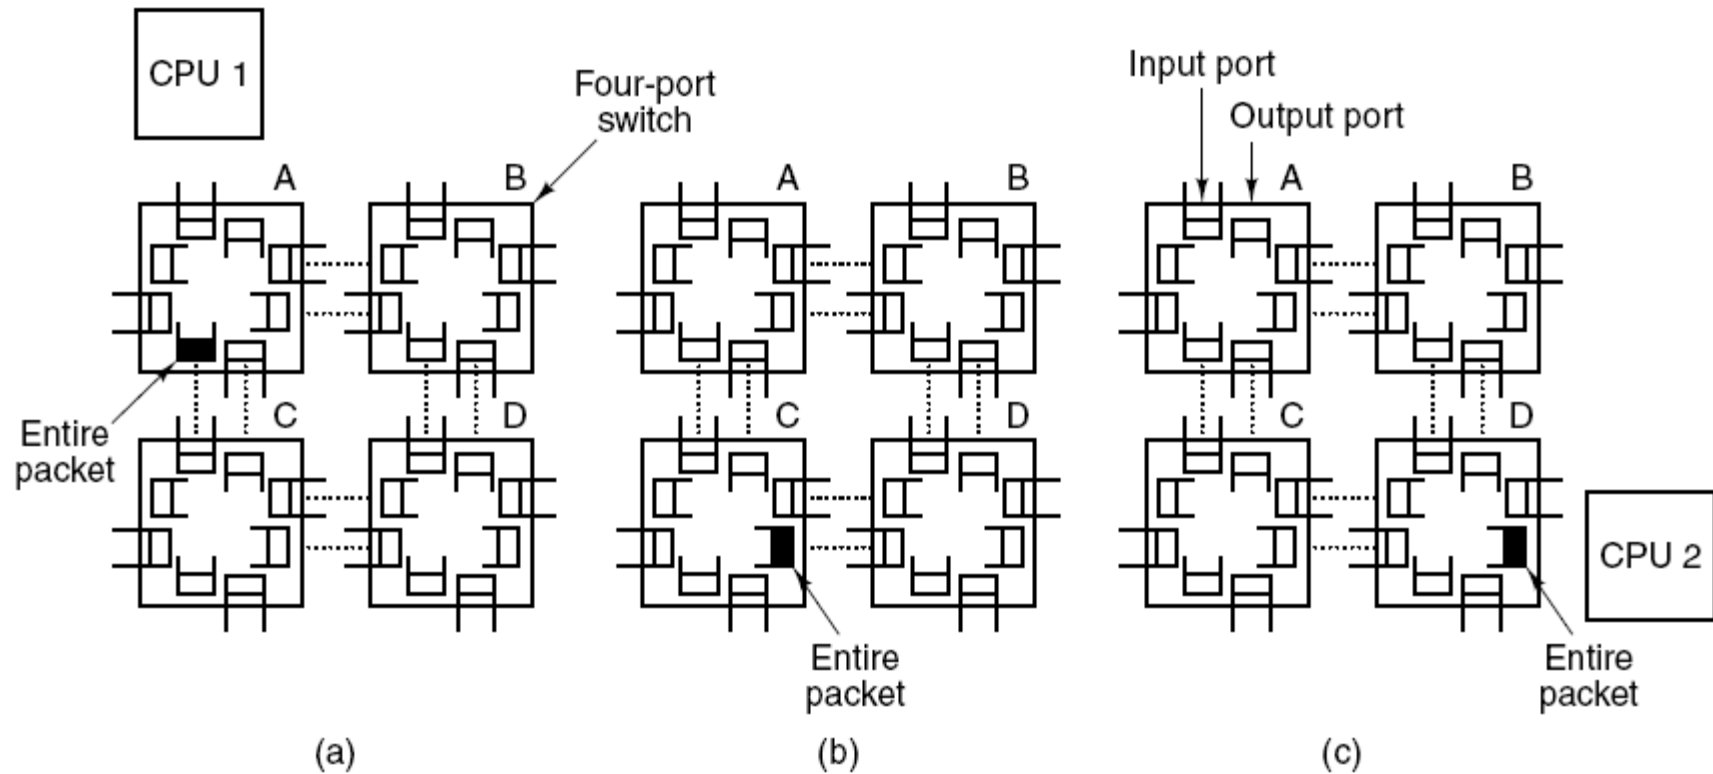 CPU 1
Four-port
switch
Input port
Output port
A
B
A
B
A
B
C
D
C
D
C
D
Entire
packet
CPU 2
Entire
packet
Entire
packet
(a)
(b)
(c)